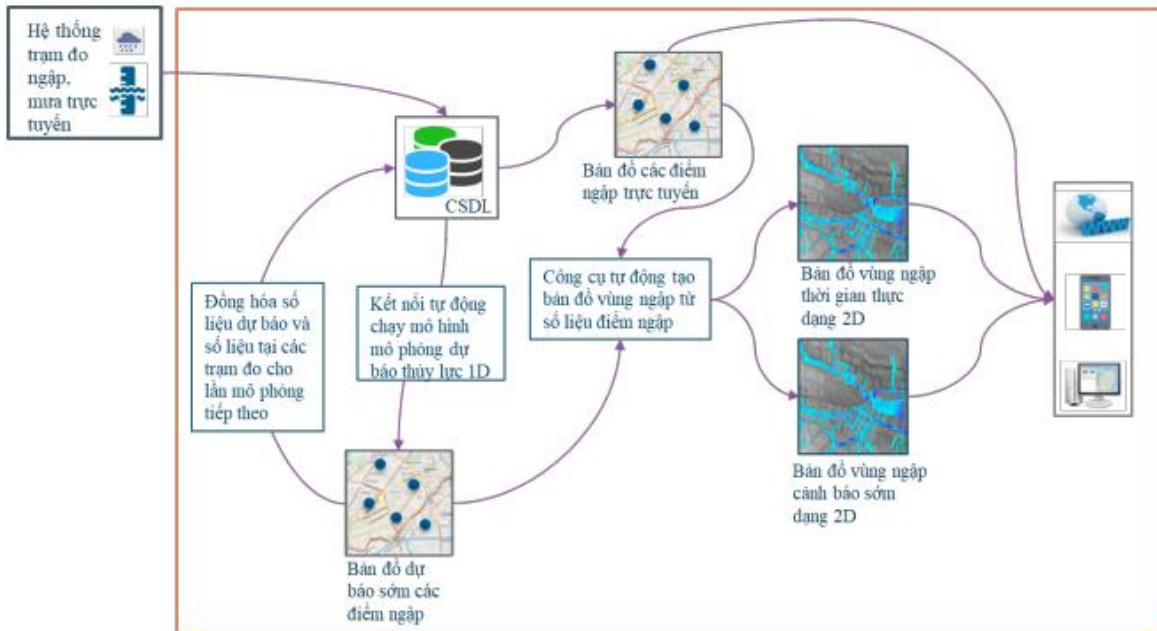 Hệ thống
trạm đo
ngập,
mưa trực
tuyến
CSDL
Bản đồ các điểm
ngập trực tuyến
Đồng hóa số
liệu dự báo và
số liệu tại các
trạm đo cho
lần mô phỏng
tiếp theo
Kết nối tự động
chạy mô hình
mô phỏng dự
báo thủy lực 1D
Công cụ tự động tạo
bản đồ vùng ngập từ
số liệu điểm ngập
Bản đồ vùng ngập
thời gian thực
dạng 2D
Bản đồ vùng ngập
cảnh báo sớm
dạng 2D
Bản đồ dự
báo sớm các
điểm ngập
www